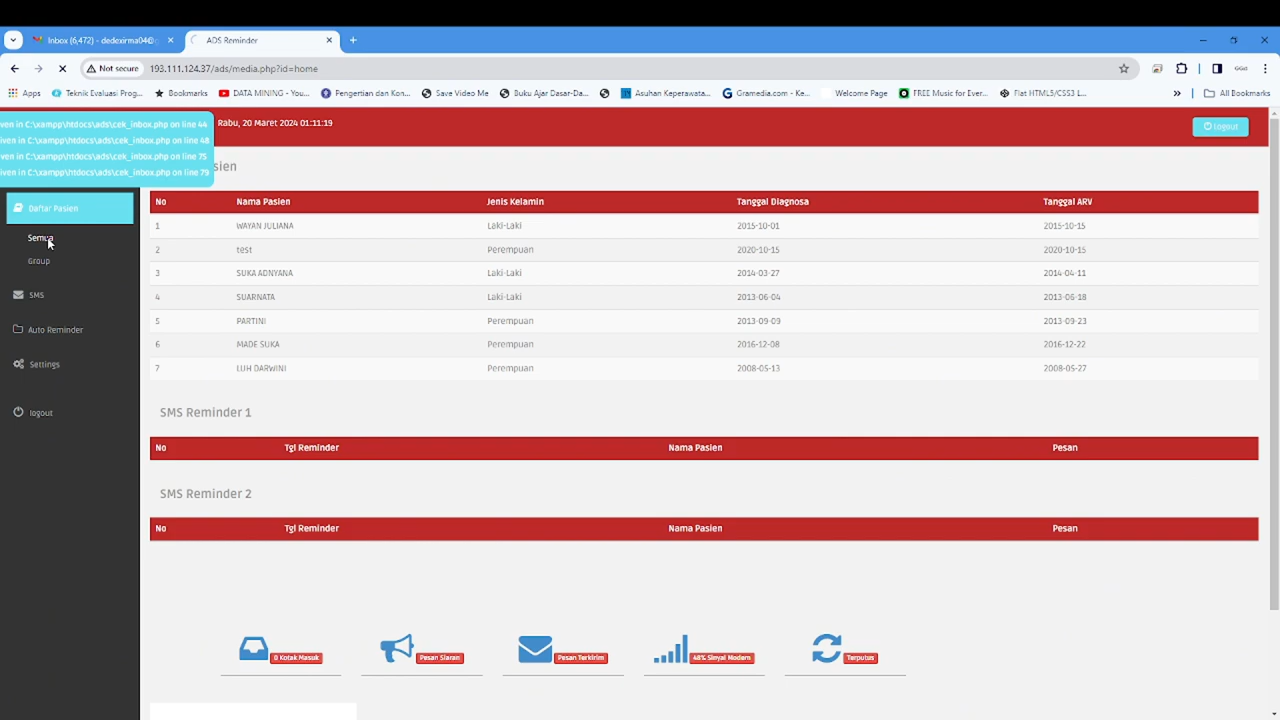 Inbox (6,472) - dedexirma04@g
ADS Reminder
Not secure
193.111.124.37/ads/media.php?id=home
Apps
Teknik Evaluasi Prog...
Bookmarks
DATA MINING - You...
Pengertian dan Kon...
Save Video Me
Buku Ajar Dasar-Da...
Asuhan Keperawata...
Gramedia.com - Ke...
Welcome Page
FREE Music for Ever...
Flat HTML5/CSS3 L...
»
All Bookmarks
iven in C:\xampp\htdocs\ads\cek_inbox.php on line 44
iven in C:\xampp\htdocs\ads\cek_inbox.php on line 48
ven in C:\xampp\htdocs\ads\cek_inbox.php on line 75
iven in C:\xampp\htdocs\ads\cek_inbox.php on line 79
Rabu, 20 Maret 2024 01:11:19
Logout
sien
Daftar Pasien
Semua
Group
SMS
Auto Reminder
Settings
logout
No Nama Pasien Jenis Kelamin Tanggal Diagnosa Tanggal ARV
1 WAYAN JULIANA Laki-Laki 2015-10-01 2015-10-15
2 test Perempuan 2020-10-15 2020-10-15
3 SUKA ADNYANA Laki-Laki 2014-03-27 2014-04-11
4 SUARNATA Laki-Laki 2013-06-04 2013-06-18
5 PARTINI Perempuan 2013-09-09 2013-09-23
6 MADE SUKA Perempuan 2016-12-08 2016-12-22
7 LUH DARWINI Perempuan 2008-05-13 2008-05-27
SMS Reminder 1
No Tgl Reminder Nama Pasien Pesan
SMS Reminder 2
No Tgl Reminder Nama Pasien Pesan
0 Kotak Masuk
Pesan Siaran
Pesan Terkirim
48% Sinyal Modem
Terputus